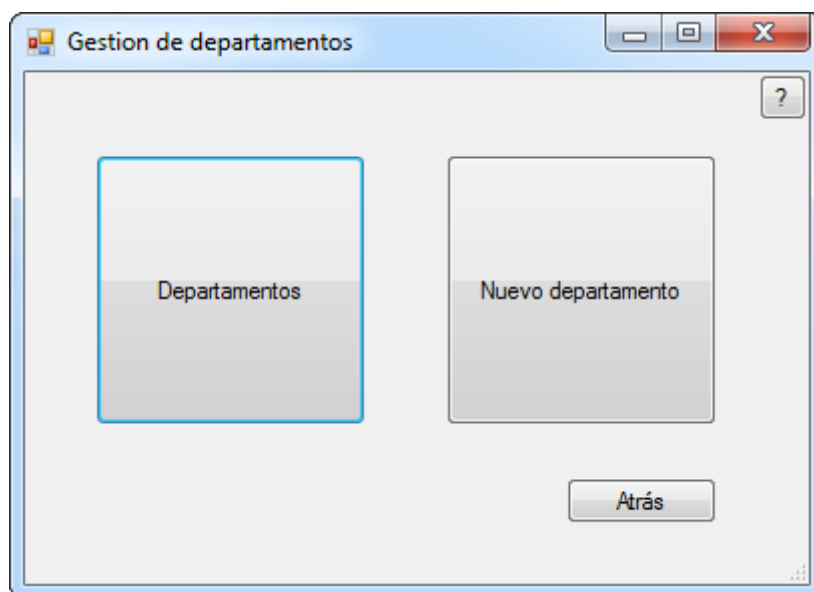 Gestion de departamentos
?
Departamentos
Nuevo departamento
Atrás